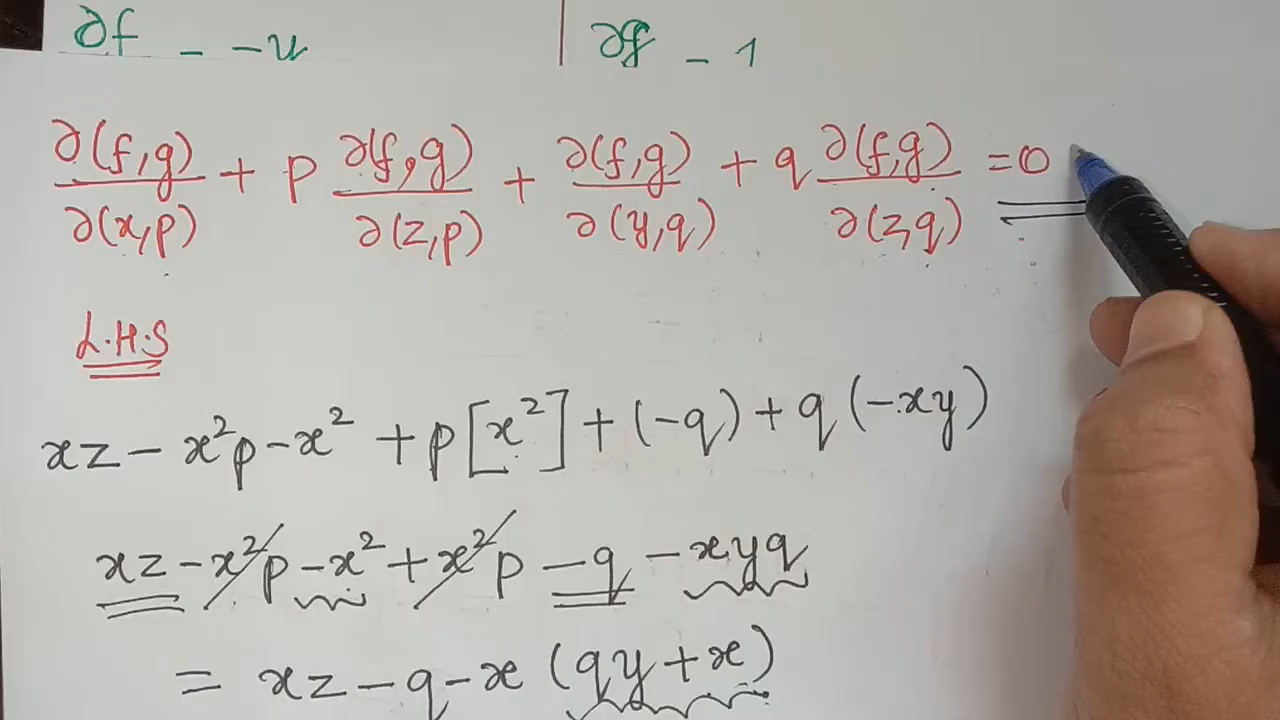 ∂f - -u ∂g - 1
∂(f,g)/∂(x,p) + p ∂(f,g)/∂(z,p) + ∂(f,g)/∂(y,q) + q ∂(f,g)/∂(z,q) = 0
L.H.S
xz - x²p - x² + p[x²] + (-q) + q(-xy)
xz - x²p - x² + x²p - q - xyq
= xz - q - x (qy + x)